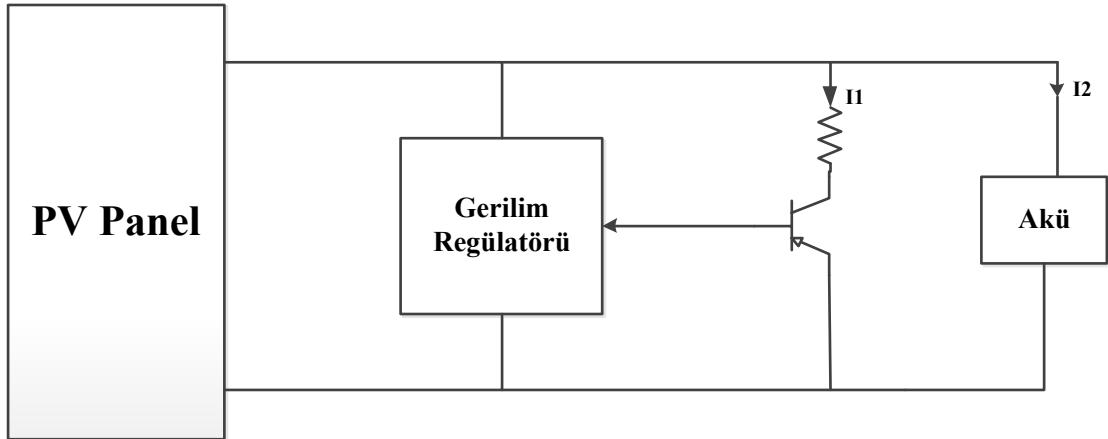 PV Panel
Gerilim
Regülatörü
I1
I2
Akü